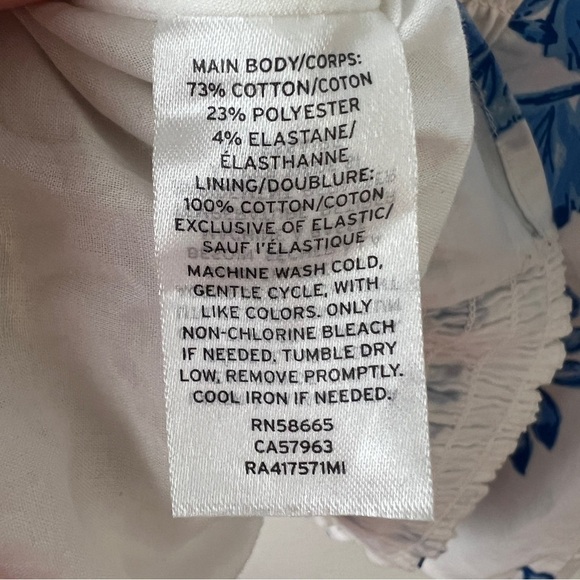 MAIN BODY/CORPS:
73% COTTON/COTON
23% POLYESTER
4% ELASTANE/
ÉLASTHANNE
LINING/DOUBLURE:
100% COTTON/COTON
EXCLUSIVE OF ELASTIC/
SAUF l'ÉLASTIQUE
MACHINE WASH COLD,
GENTLE CYCLE, WITH
LIKE COLORS. ONLY
NON-CHLORINE BLEACH
IF NEEDED. TUMBLE DRY
LOW, REMOVE PROMPTLY.
COOL IRON IF NEEDED.
RN58665
CA57963
RA417571MI